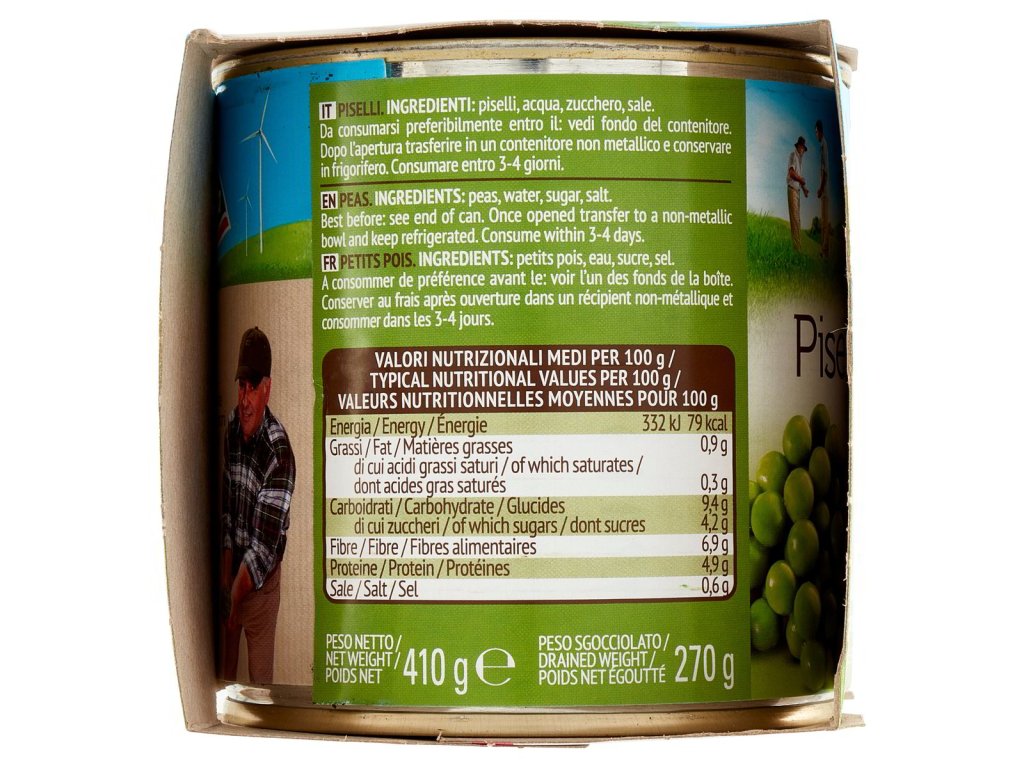 IT PISELLI. INGREDIENTI: piselli, acqua, zucchero, sale.
Da consumarsi preferibilmente entro il: vedi fondo del contenitore.
Dopo l'apertura trasferire in un contenitore non metallico e conservare
in frigorifero. Consumare entro 3-4 giorni.
EN PEAS. INGREDIENTS: peas, water, sugar, salt.
Best before: see end of can. Once opened transfer to a non-metallic
bowl and keep refrigerated. Consume within 3-4 days.
FR PETITS POIS. INGREDIENTS: petits pois, eau, sucre, sel.
A consommer de préférence avant le: voir l'un des fonds de la boîte.
Conserver au frais après ouverture dans un récipient non-métallique et
consommer dans les 3-4 jours.
VALORI NUTRIZIONALI MEDI PER 100 g /
TYPICAL NUTRITIONAL VALUES PER 100 g /
VALEURS NUTRITIONNELLES MOYENNES POUR 100 g
Energia / Energy / Énergie 332 kJ 79 kcal
Grassi / Fat / Matières grasses 0,9 g
di cui acidi grassi saturi / of which saturates /
dont acides gras saturés 0,3 g
Carboidrati / Carbohydrate / Glucides 9,4 g
di cui zuccheri / of which sugars / dont sucres 4,2 g
Fibre / Fibre / Fibres alimentaires 6,9 g
Proteine / Protein / Protéines 4,9 g
Sale / Salt / Sel 0,6 g
PESO NETTO /
NET WEIGHT /
POIDS NET 410 g e
PESO SGOCCIOLATO /
DRAINED WEIGHT /
POIDS NET ÉGOUTTÉ 270 g
Pise